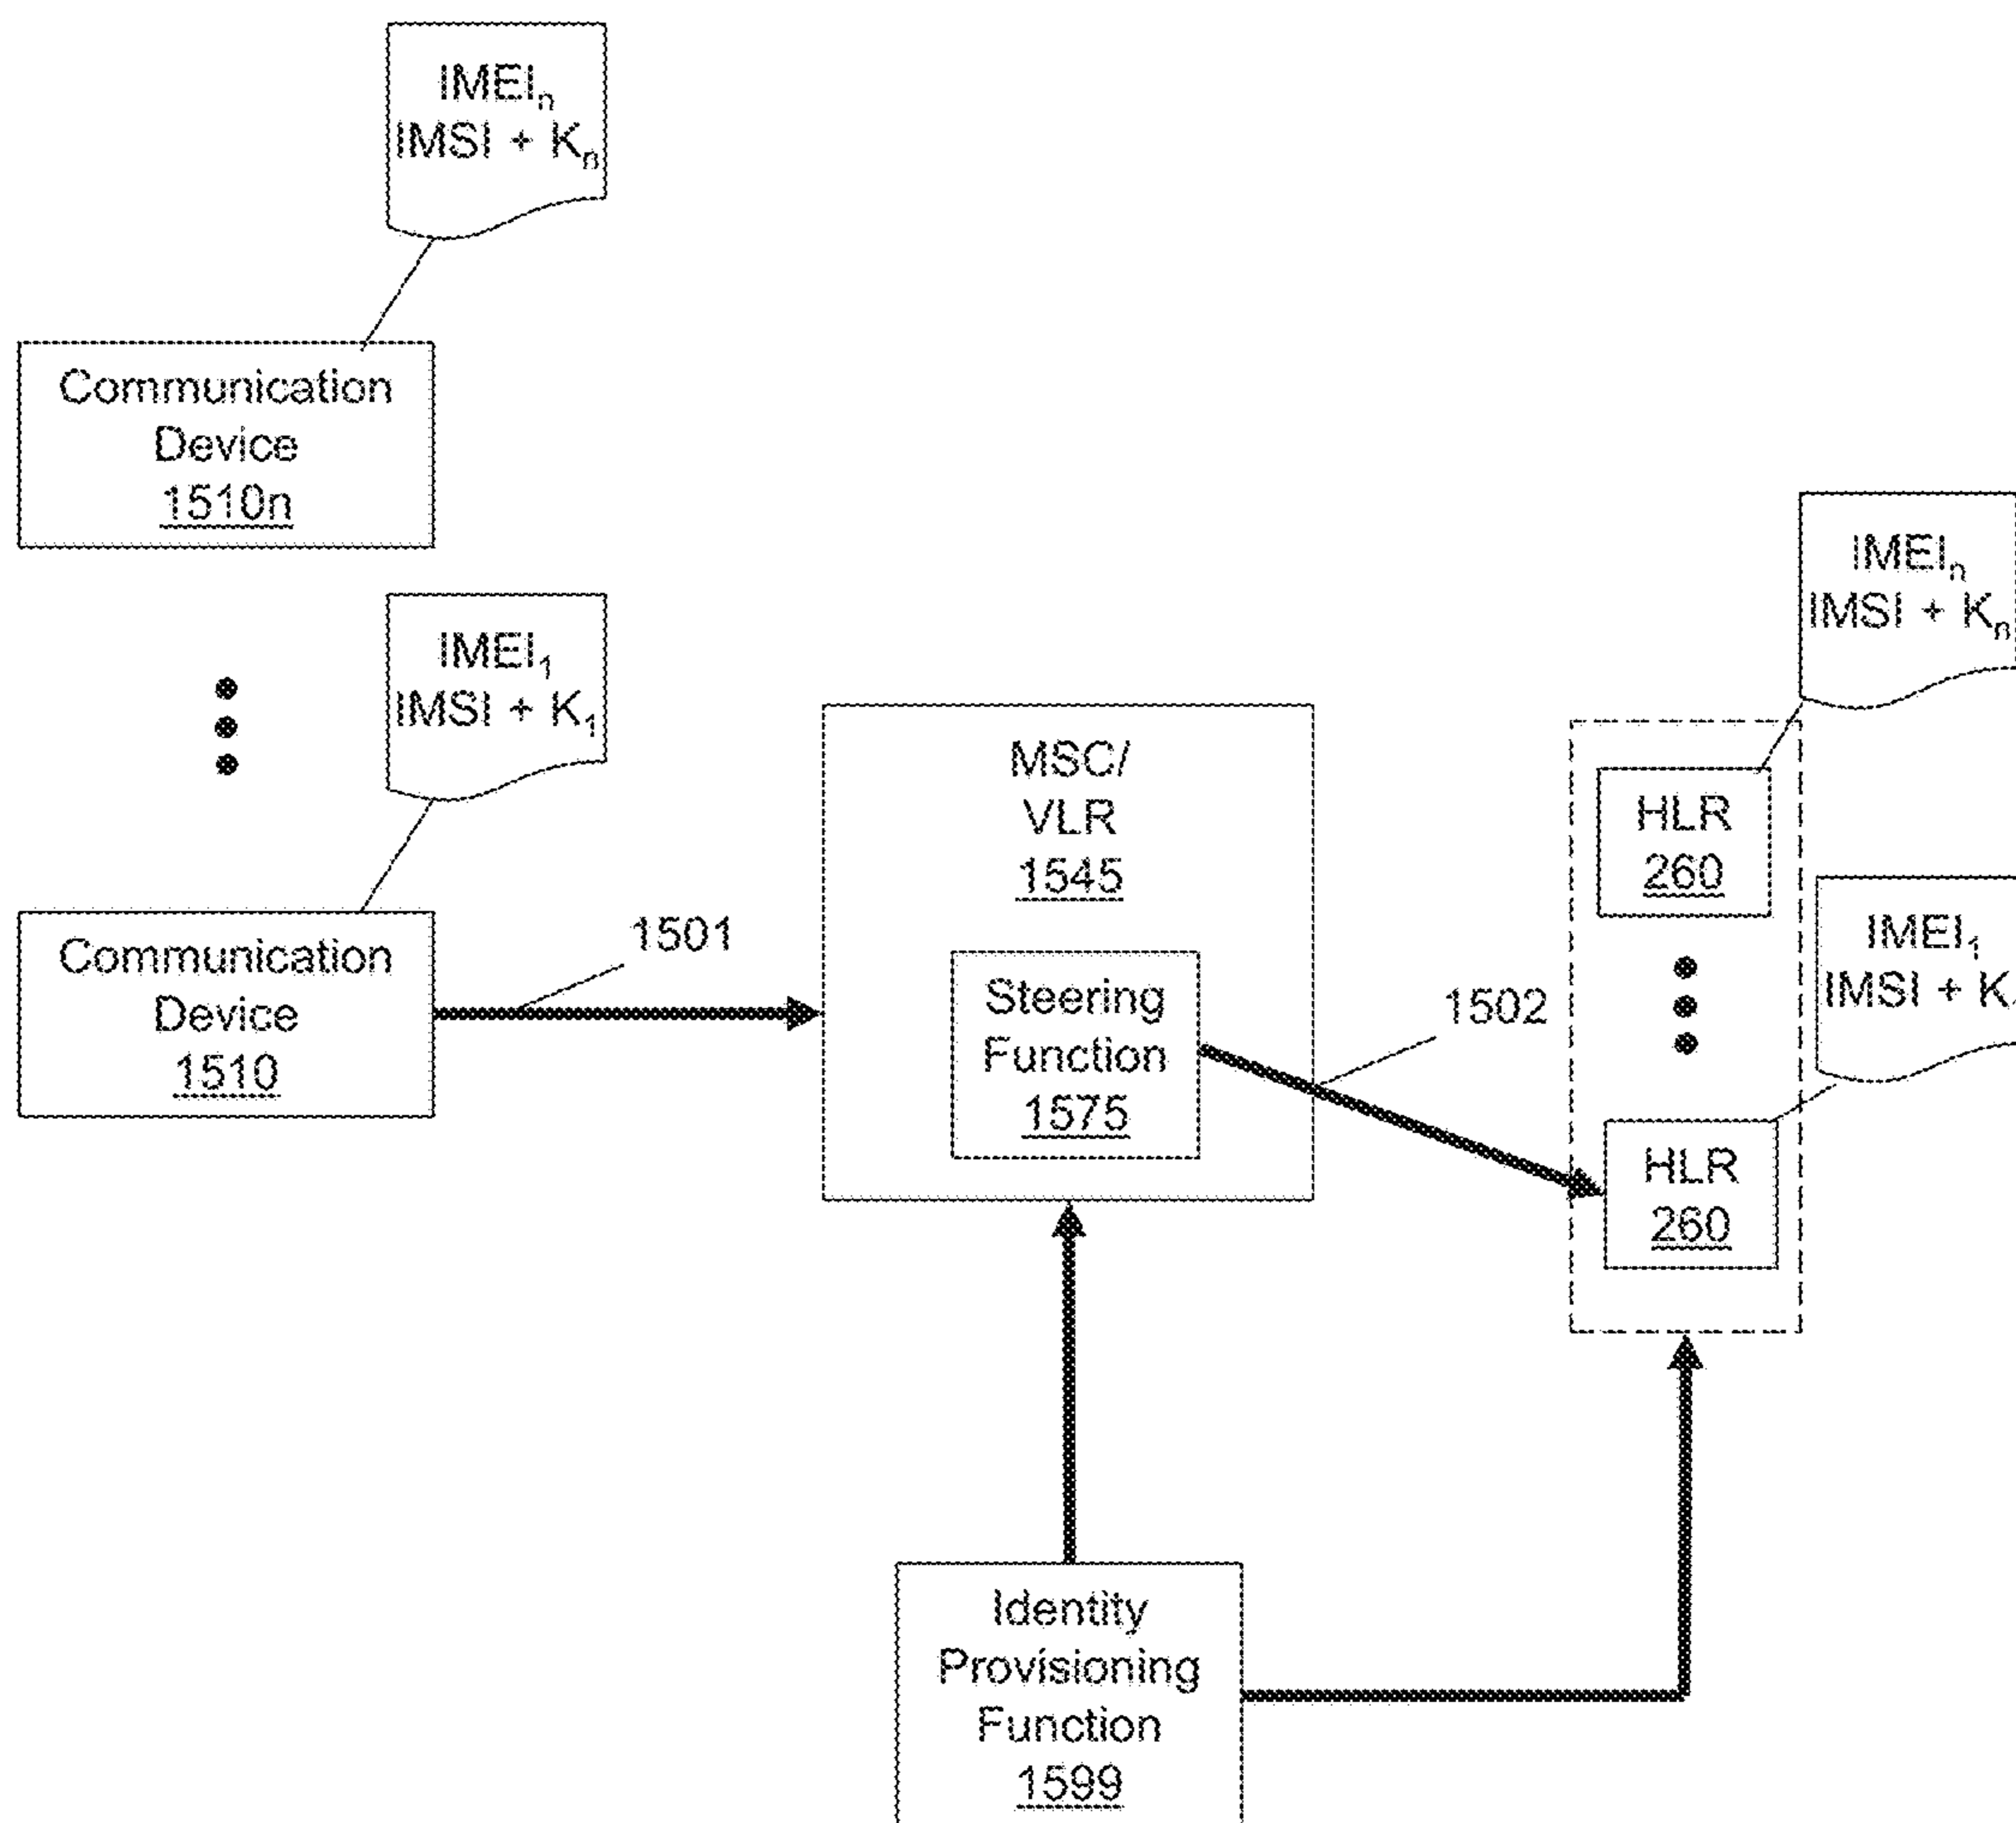 IMEIₙ
IMSI + Kₙ
Communication
Device
1510n
IMEI₁
IMSI + K₁
Communication
Device
1510
1501
MSC/
VLR
1545
Steering
Function
1575
1502
IMEIₙ
IMSI + Kₙ
HLR
260
IMEI₁
IMSI + K
HLR
260
Identity
Provisioning
Function
1599